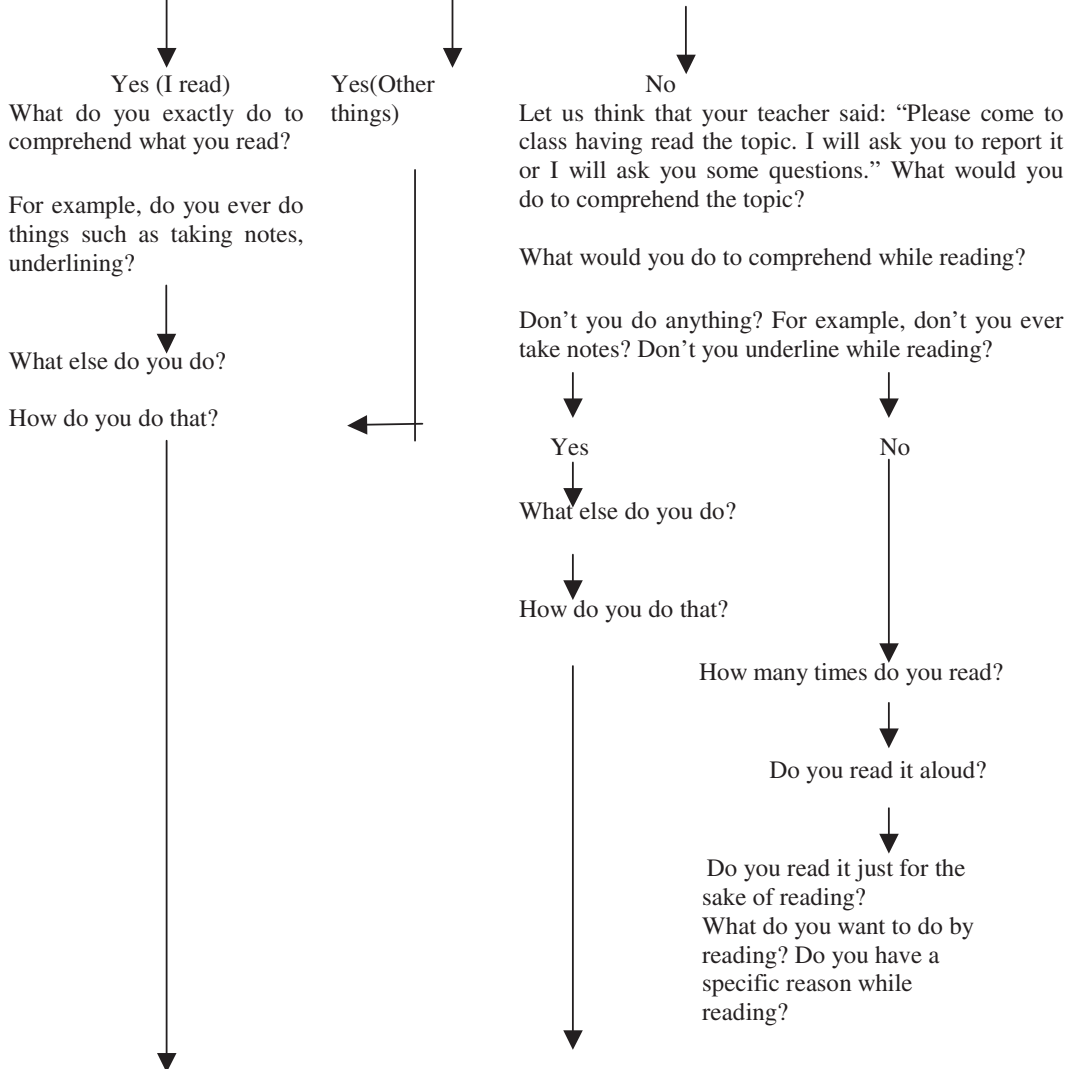 Yes (I read)
What do you exactly do to
comprehend what you read?
For example, do you ever do
things such as taking notes,
underlining?
What else do you do?
How do you do that?
Yes(Other
things)
No
Let us think that your teacher said: “Please come to
class having read the topic. I will ask you to report it
or I will ask you some questions.” What would you
do to comprehend the topic?
What would you do to comprehend while reading?
Don’t you do anything? For example, don’t you ever
take notes? Don’t you underline while reading?
Yes
What else do you do?
How do you do that?
No
How many times do you read?
Do you read it aloud?
Do you read it just for the
sake of reading?
What do you want to do by
reading? Do you have a
specific reason while
reading?